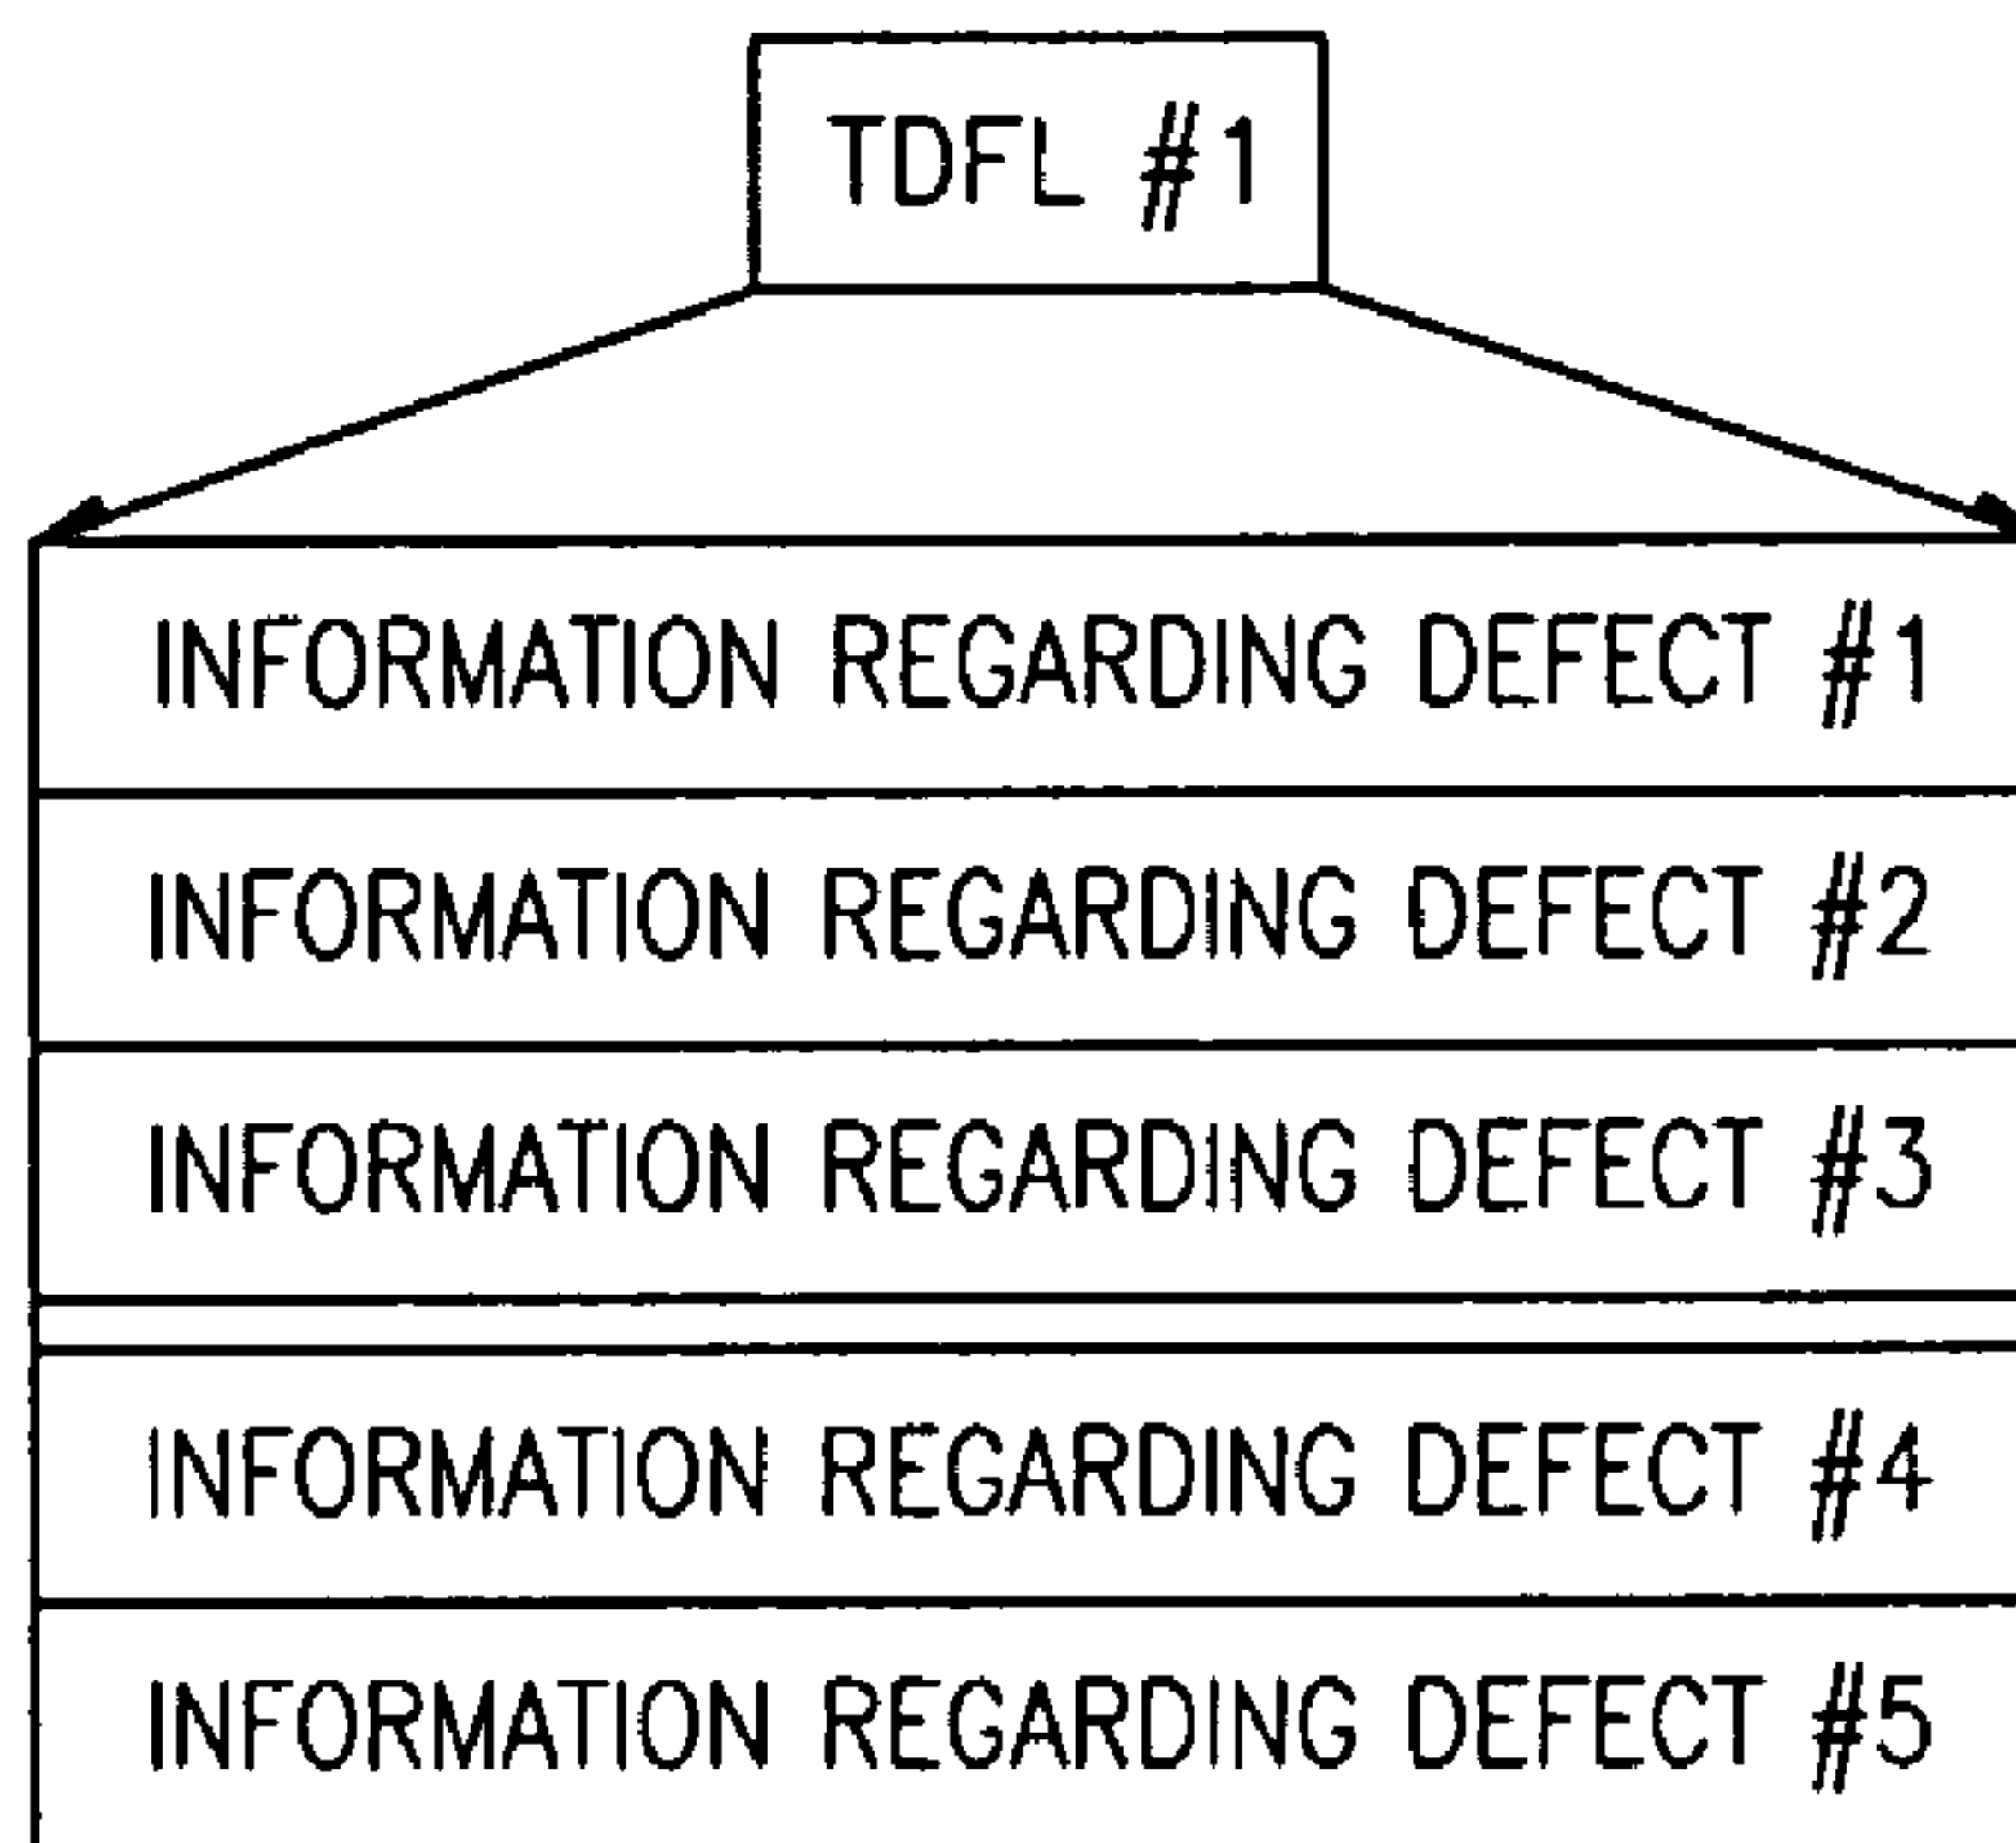 TDFL #1
INFORMATION REGARDING DEFECT #1
INFORMATION REGARDING DEFECT #2
INFORMATION REGARDING DEFECT #3
INFORMATION REGARDING DEFECT #4
INFORMATION REGARDING DEFECT #5